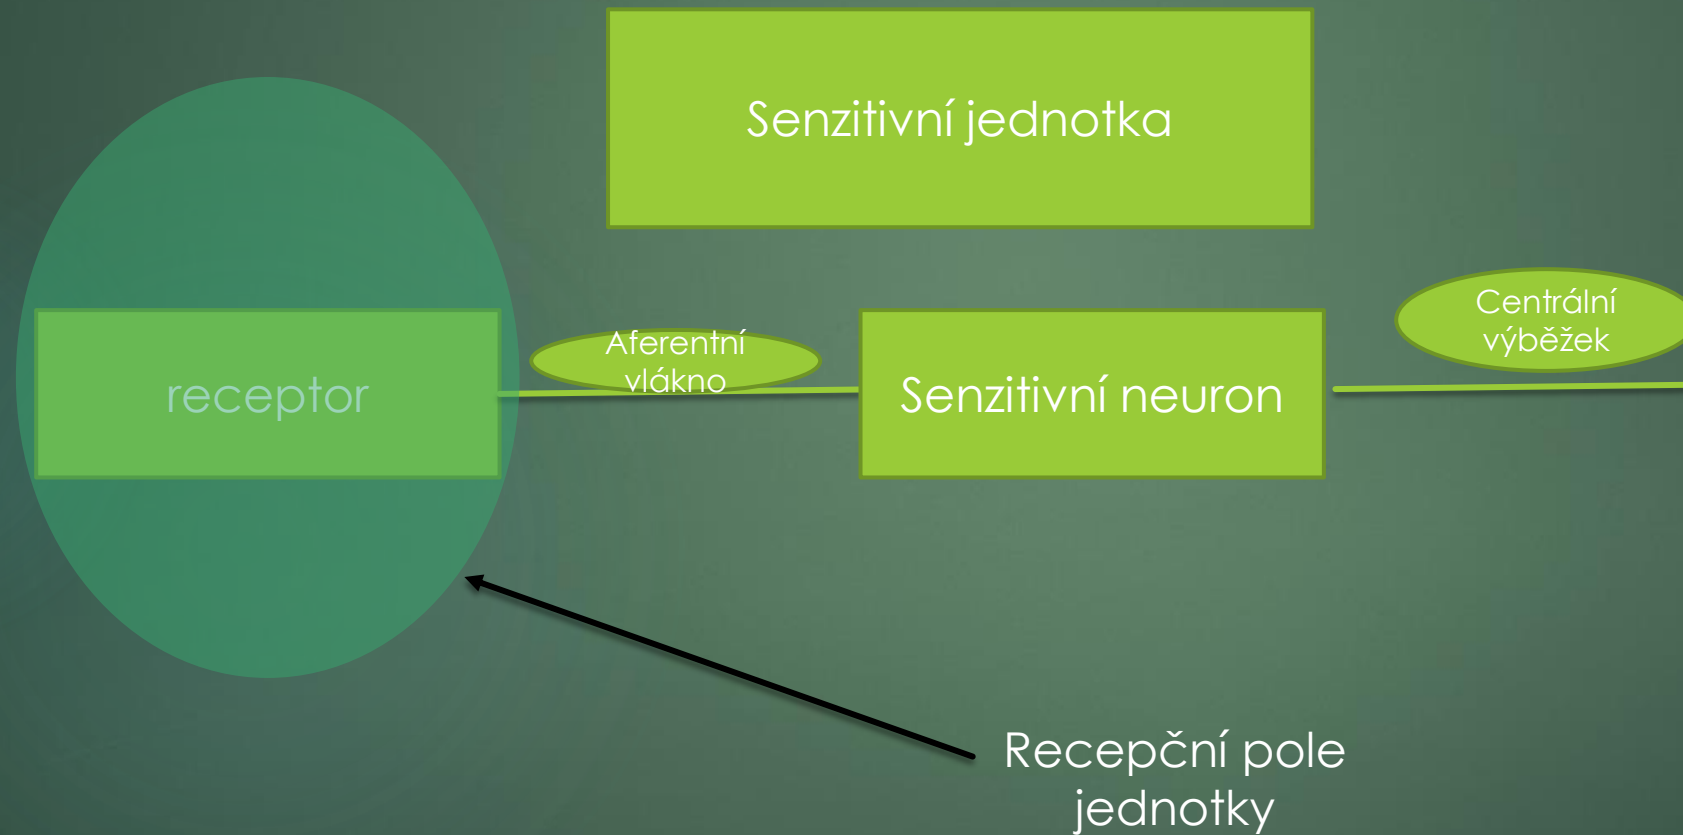 Senzitivní jednotka
Centrální
výběžek
Aferentní
vlákno
receptor
Senzitivní neuron
Recepční pole
jednotky